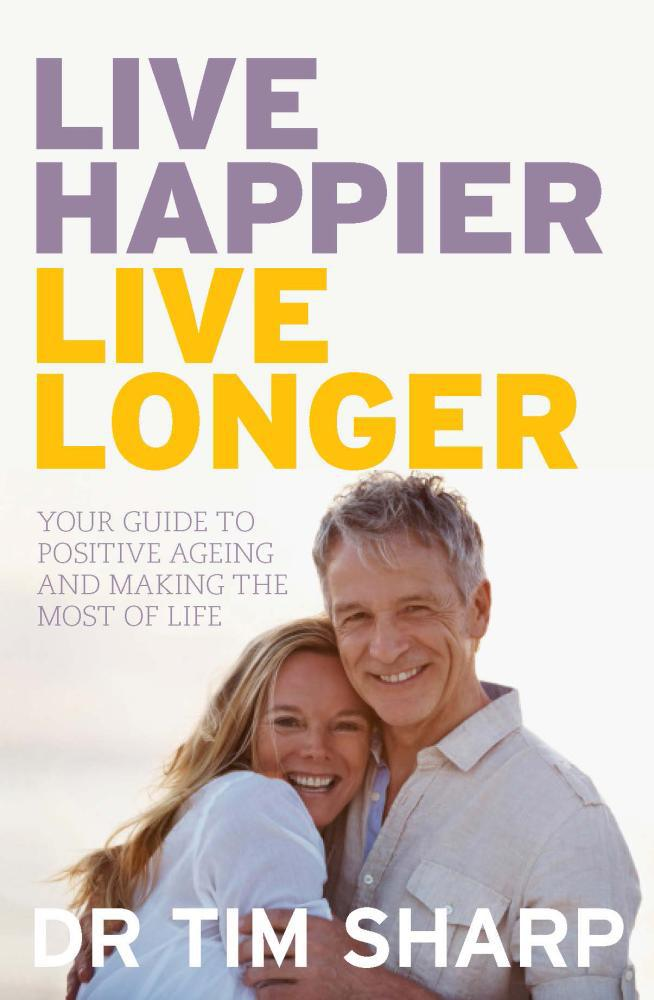 LIVE
HAPPIER
LIVE
LONGER
YOUR GUIDE TO
POSITIVE AGEING
AND MAKING THE
MOST OF LIFE
DR TIM SHARP